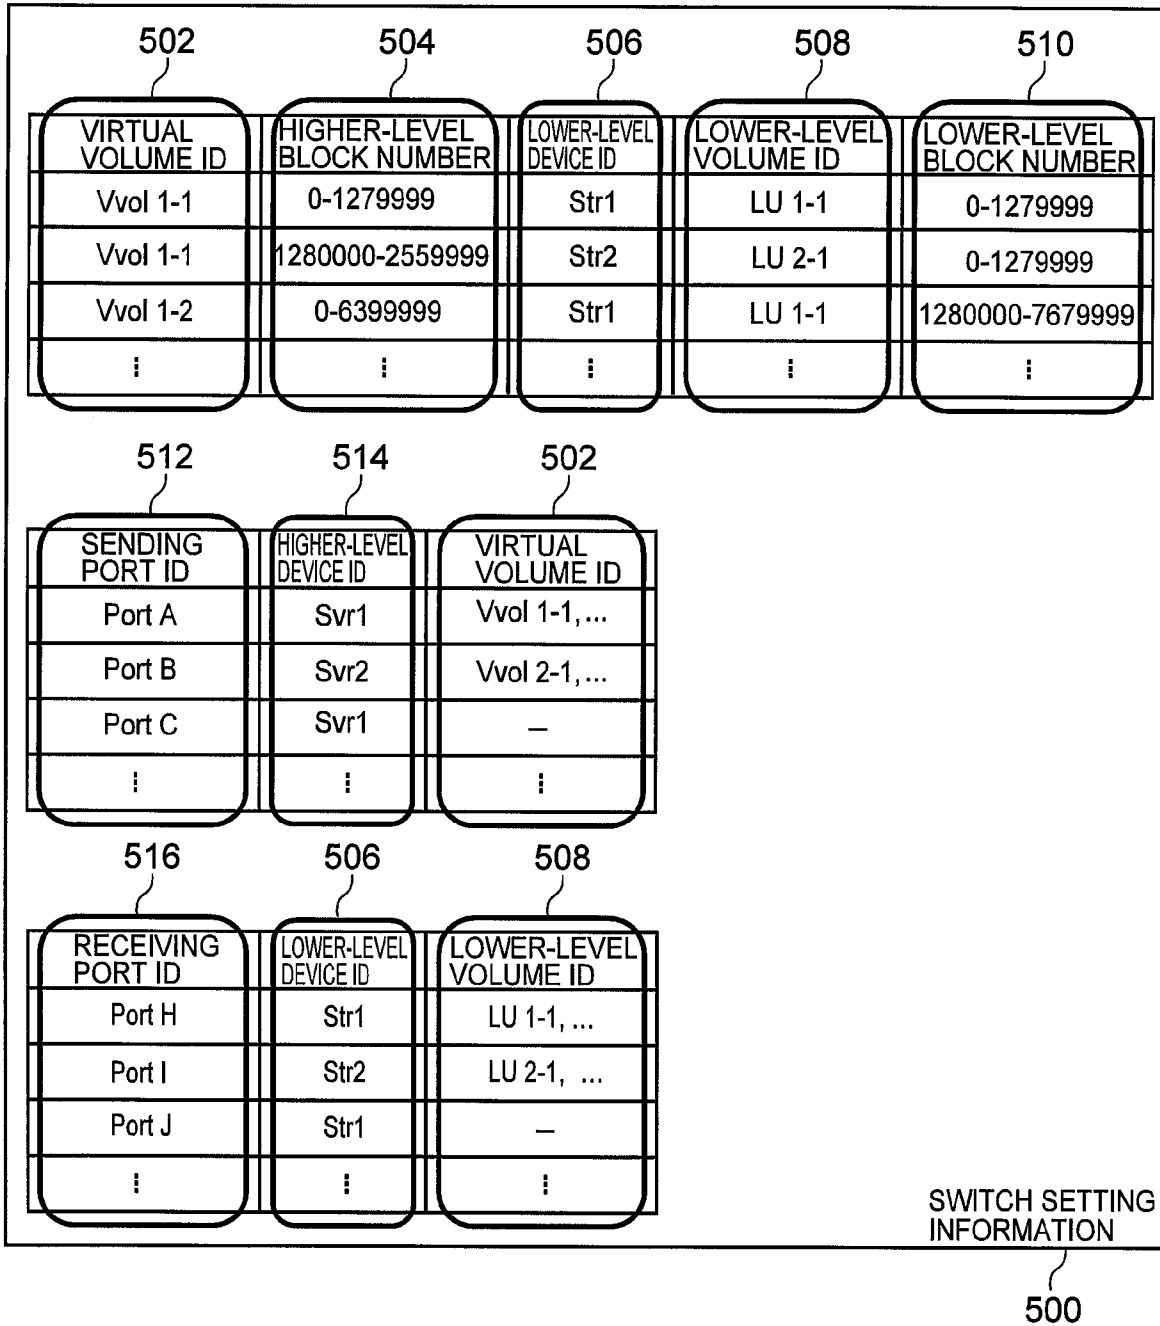 502 504 506 508 510
VIRTUAL VOLUME ID HIGHER-LEVEL BLOCK NUMBER LOWER-LEVEL DEVICE ID LOWER-LEVEL VOLUME ID LOWER-LEVEL BLOCK NUMBER
Vvol 1-1 0-1279999 Str1 LU 1-1 0-1279999
Vvol 1-1 1280000-2559999 Str2 LU 2-1 0-1279999
Vvol 1-2 0-6399999 Str1 LU 1-1 1280000-7679999
⋮ ⋮ ⋮ ⋮ ⋮
512 514 502
SENDING PORT ID HIGHER-LEVEL DEVICE ID VIRTUAL VOLUME ID
Port A Svr1 Vvol 1-1, ...
Port B Svr2 Vvol 2-1, ...
Port C Svr1 –
⋮ ⋮ ⋮
516 506 508
RECEIVING PORT ID LOWER-LEVEL DEVICE ID LOWER-LEVEL VOLUME ID
Port H Str1 LU 1-1, ...
Port I Str2 LU 2-1, ...
Port J Str1 –
⋮ ⋮ ⋮
SWITCH SETTING
INFORMATION
500